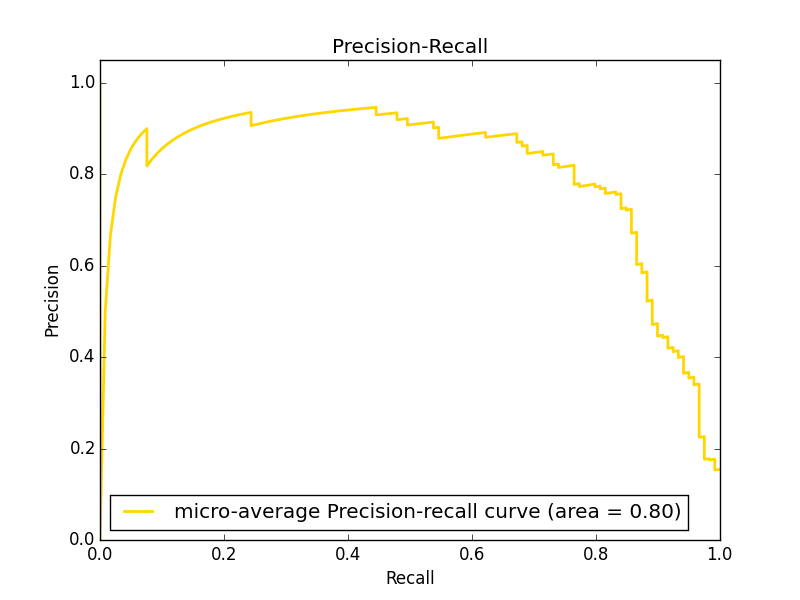 Precision-Recall
1.0
0.8
0.6
0.4
0.2
0.0
Precision
micro-average Precision-recall curve (area = 0.80)
0.0 0.2 0.4 0.6 0.8 1.0
Recall